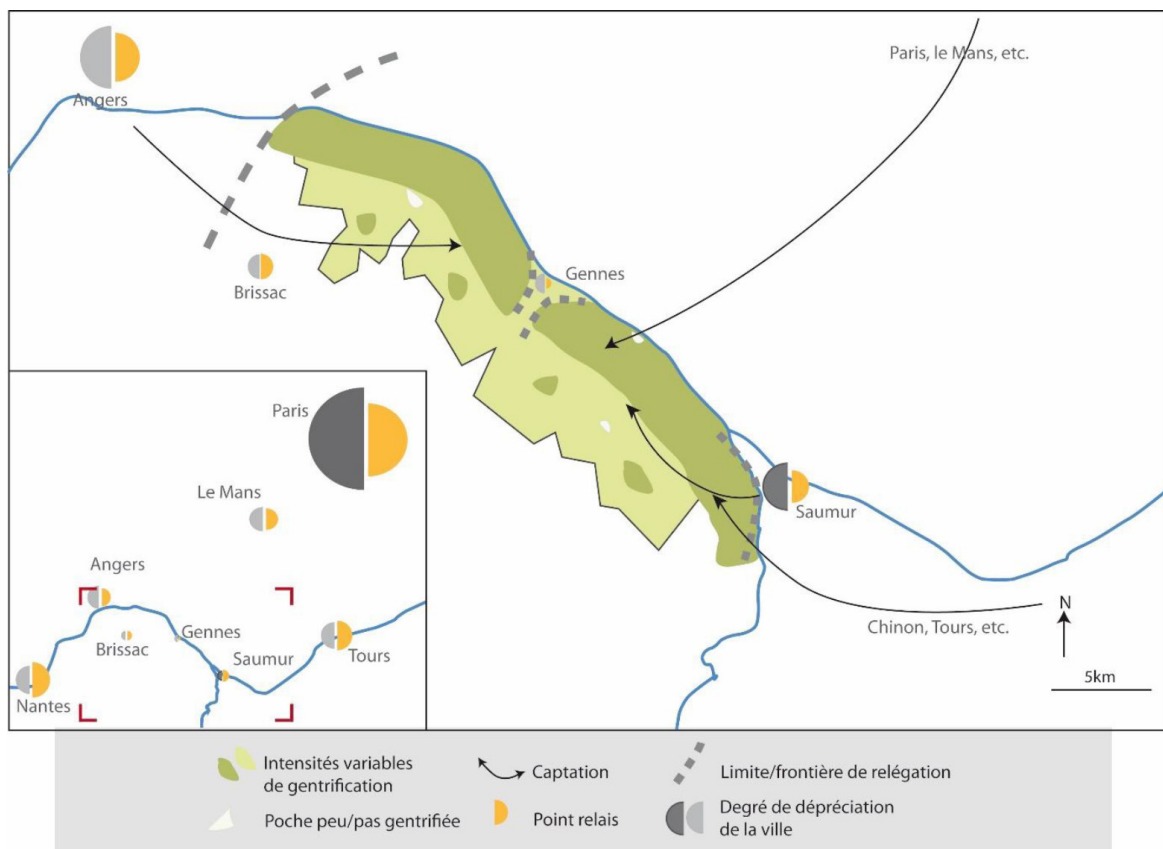 Angers
Paris, le Mans, etc.
Brissac
Gennes
Saumur
Chinon, Tours, etc.
N
5km
Paris
Le Mans
Angers
Brissac
Gennes
Saumur
Tours
Nantes
Intensités variables
de gentrification
Captation
Limite/frontière de relégation
Poche peu/pas gentrifiée
Point relais
Degré de dépréciation
de la ville